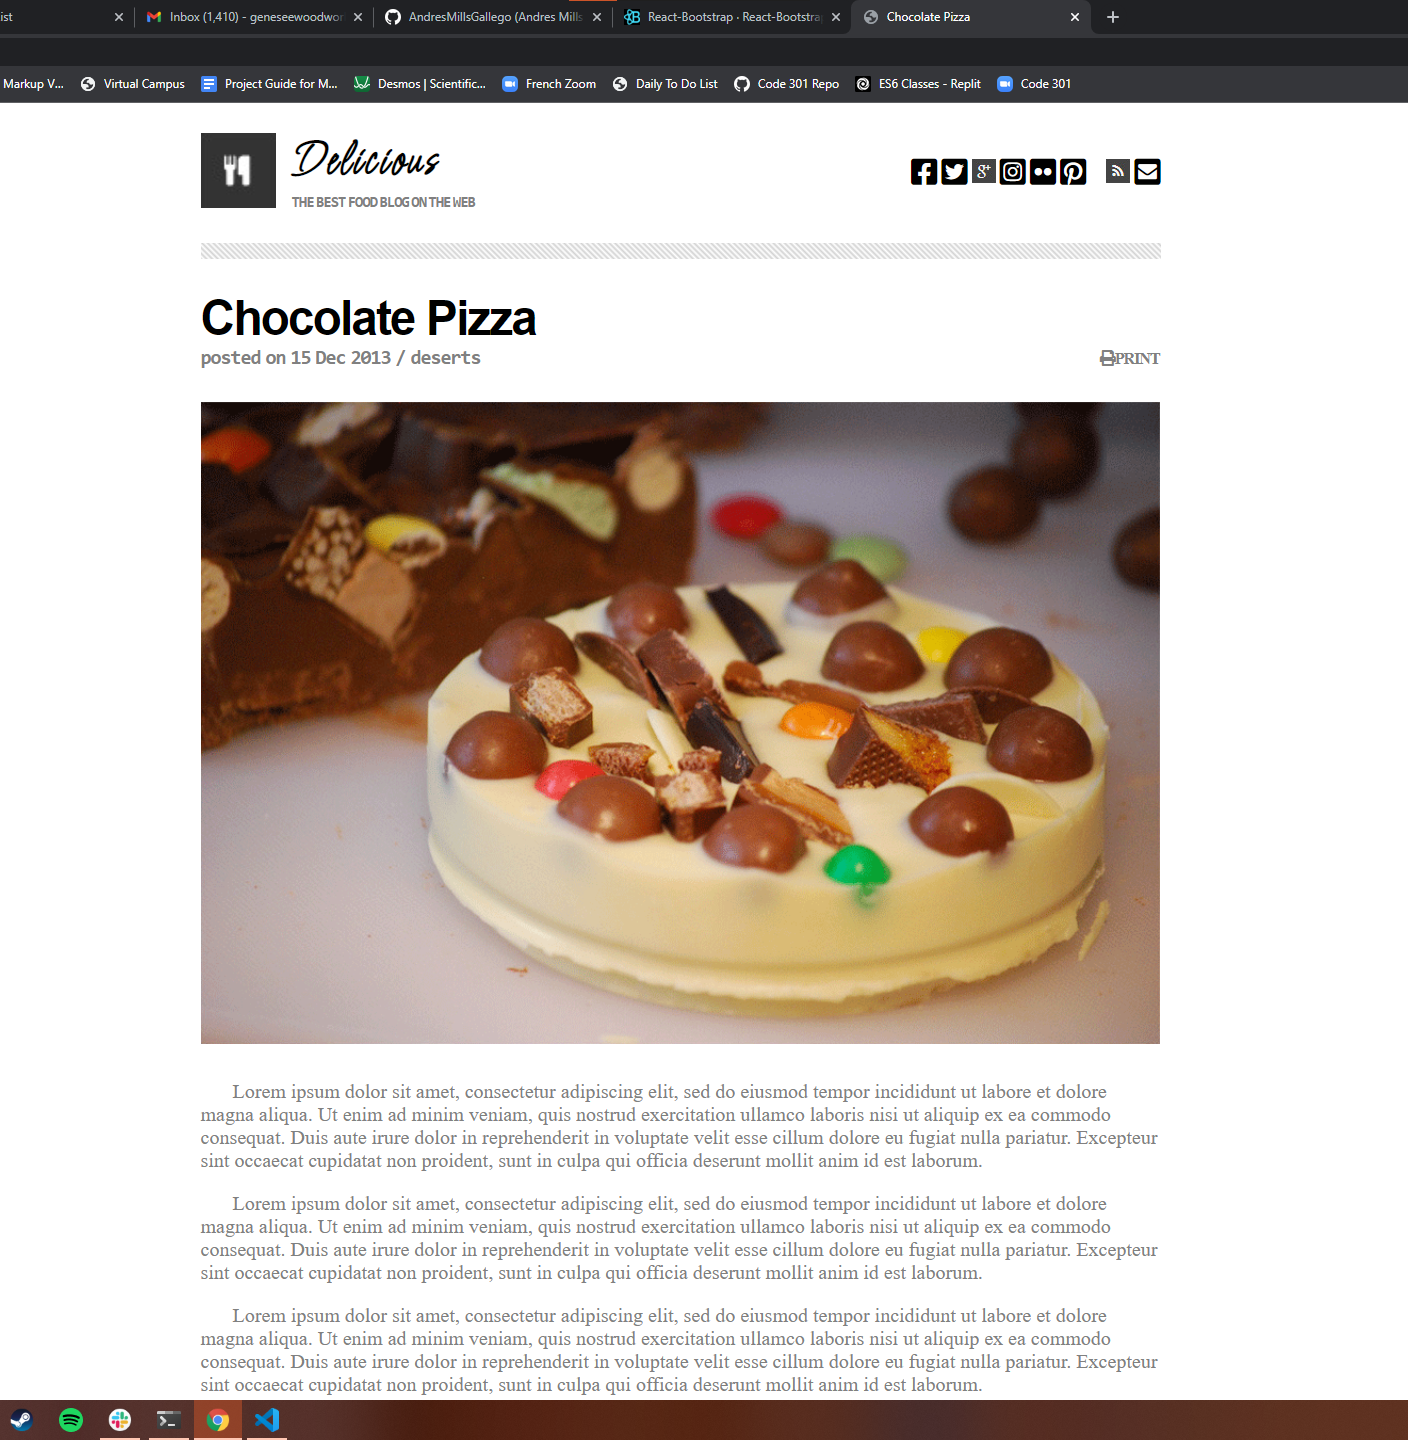 ist
Inbox (1,410) - geneseewoodwor
AndresMillsGallego (Andres Mills
React-Bootstrap · React-Bootstrap
Chocolate Pizza
Markup V...
Virtual Campus
Project Guide for M...
Desmos | Scientific...
French Zoom
Daily To Do List
Code 301 Repo
ES6 Classes - Replit
Code 301
Delicious
THE BEST FOOD BLOG ON THE WEB
g+
Chocolate Pizza
posted on 15 Dec 2013 / deserts
PRINT
Lorem ipsum dolor sit amet, consectetur adipiscing elit, sed do eiusmod tempor incididunt ut labore et dolore
magna aliqua. Ut enim ad minim veniam, quis nostrud exercitation ullamco laboris nisi ut aliquip ex ea commodo
consequat. Duis aute irure dolor in reprehenderit in voluptate velit esse cillum dolore eu fugiat nulla pariatur. Excepteur
sint occaecat cupidatat non proident, sunt in culpa qui officia deserunt mollit anim id est laborum.
Lorem ipsum dolor sit amet, consectetur adipiscing elit, sed do eiusmod tempor incididunt ut labore et dolore
magna aliqua. Ut enim ad minim veniam, quis nostrud exercitation ullamco laboris nisi ut aliquip ex ea commodo
consequat. Duis aute irure dolor in reprehenderit in voluptate velit esse cillum dolore eu fugiat nulla pariatur. Excepteur
sint occaecat cupidatat non proident, sunt in culpa qui officia deserunt mollit anim id est laborum.
Lorem ipsum dolor sit amet, consectetur adipiscing elit, sed do eiusmod tempor incididunt ut labore et dolore
magna aliqua. Ut enim ad minim veniam, quis nostrud exercitation ullamco laboris nisi ut aliquip ex ea commodo
consequat. Duis aute irure dolor in reprehenderit in voluptate velit esse cillum dolore eu fugiat nulla pariatur. Excepteur
sint occaecat cupidatat non proident, sunt in culpa qui officia deserunt mollit anim id est laborum.